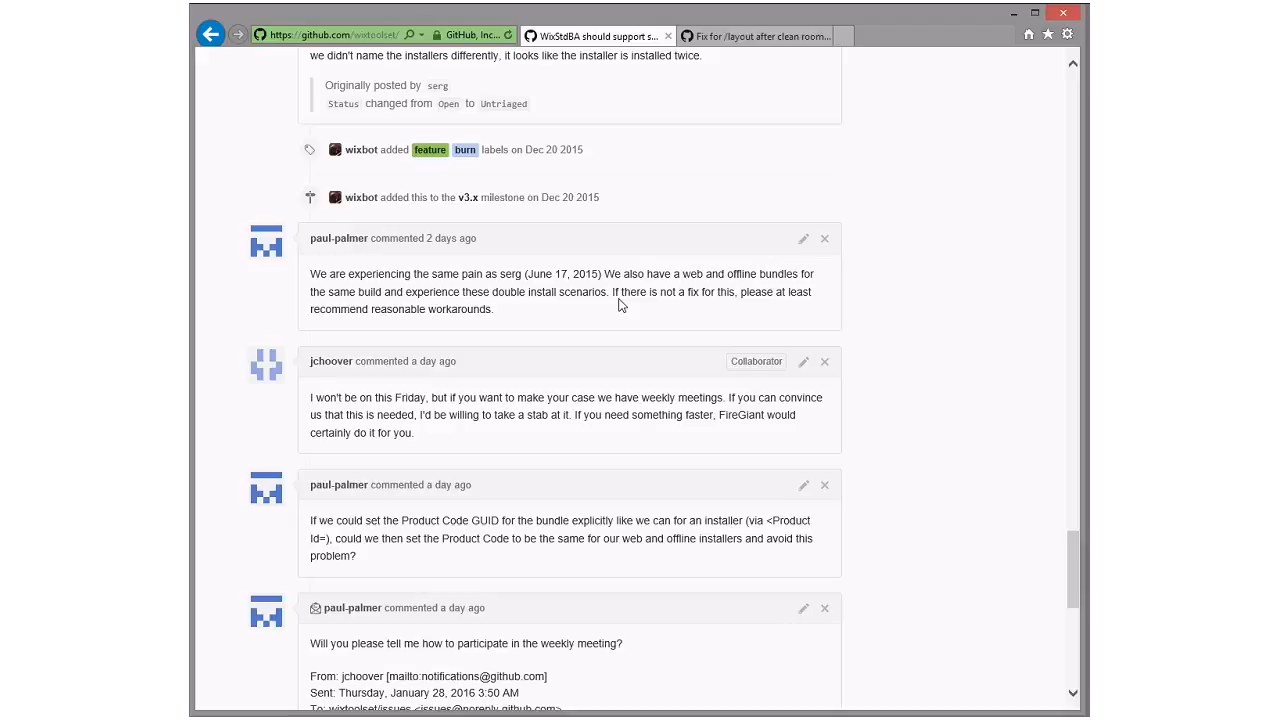 https://github.com/wixtoolset/
GitHub, Inc...
WixStdBA should support s...
Fix for /layout after clean room...
we didn't name the installers differently, it looks like the installer is installed twice.
Originally posted by serg
Status changed from Open to Untriaged
wixbot added feature burn labels on Dec 20 2015
wixbot added this to the v3.x milestone on Dec 20 2015
paul-palmer commented 2 days ago
We are experiencing the same pain as serg (June 17, 2015) We also have a web and offline bundles for
the same build and experience these double install scenarios. If there is not a fix for this, please at least
recommend reasonable workarounds.
jchoover commented a day ago
Collaborator
I won't be on this Friday, but if you want to make your case we have weekly meetings. If you can convince
us that this is needed, I'd be willing to take a stab at it. If you need something faster, FireGiant would
certainly do it for you.
paul-palmer commented a day ago
If we could set the Product Code GUID for the bundle explicitly like we can for an installer (via <Product
Id=), could we then set the Product Code to be the same for our web and offline installers and avoid this
problem?
paul-palmer commented a day ago
Will you please tell me how to participate in the weekly meeting?
From: jchoover [mailto:notifications@github.com]
Sent: Thursday, January 28, 2016 3:50 AM
To: wixtoolset/issues <issues@noreply.github.com>